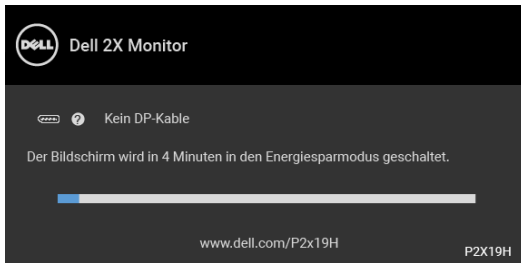 DELL Dell 2X Monitor
Kein DP-Kable
Der Bildschirm wird in 4 Minuten in den Energiesparmodus geschaltet.
www.dell.com/P2x19H
P2X19H